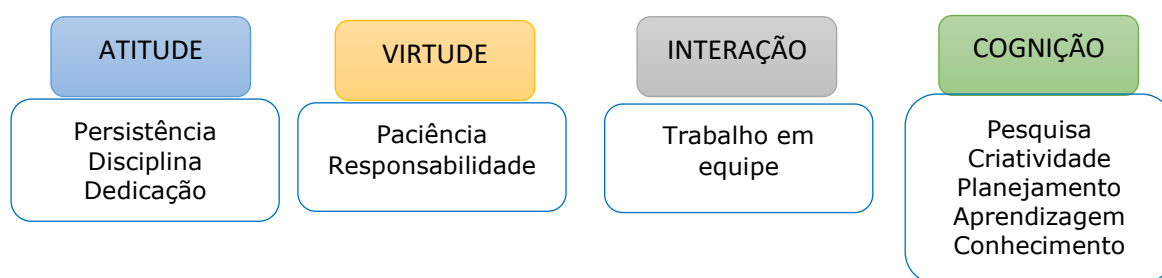 ATITUDE
Persistência
Disciplina
Dedicação
VIRTUDE
Paciência
Responsabilidade
INTERAÇÃO
Trabalho em
equipe
COGNIÇÃO
Pesquisa
Criatividade
Planejamento
Aprendizagem
Conhecimento